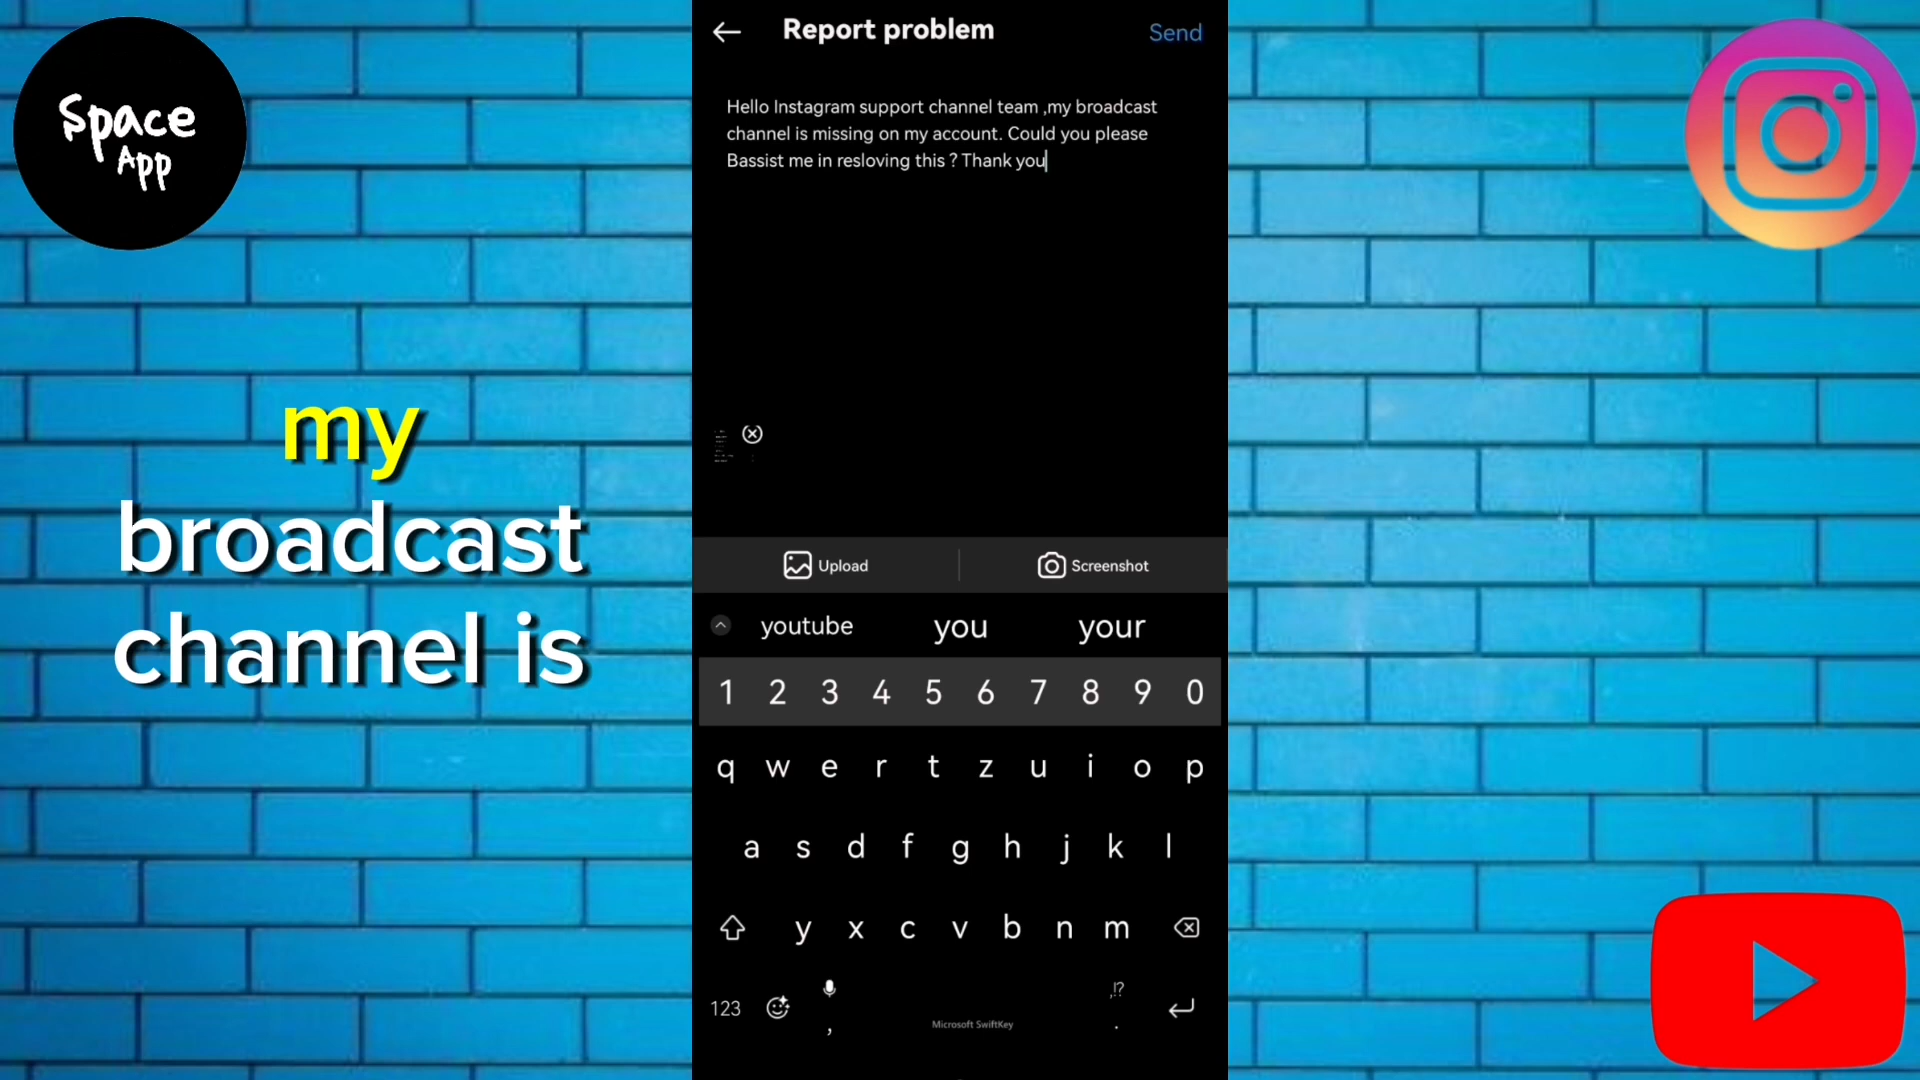 Space
App
my
broadcast
channel is
Report problem
Send
Hello Instagram support channel team ,my broadcast
channel is missing on my account. Could you please
Bassist me in resloving this ? Thank you
Upload
Screenshot
youtube you your
1 2 3 4 5 6 7 8 9 0
q w e r t z u i o p
a s d f g h j k l
y x c v b n m
123 , Microsoft SwiftKey ,!? .